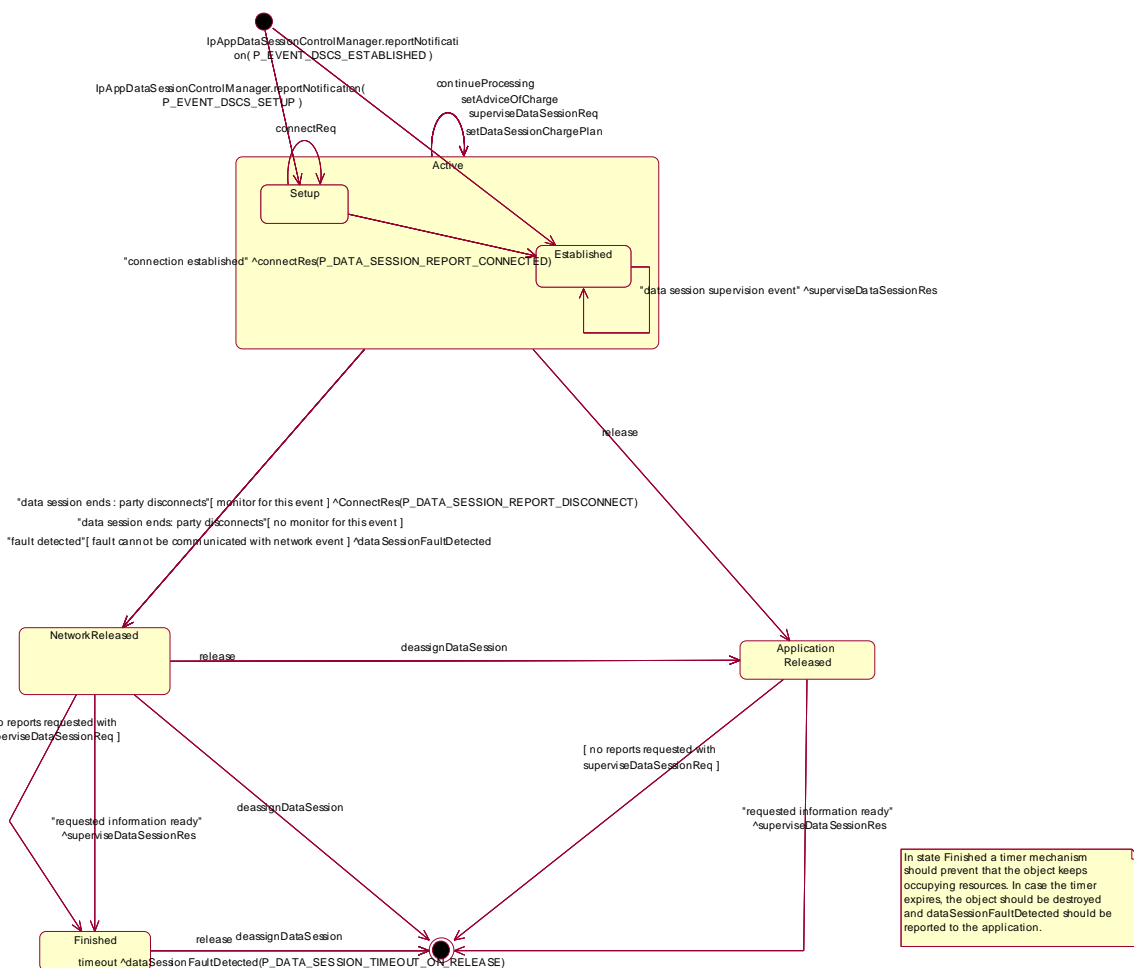 IpAppDataSessionControlManager.reportNotificati
on( P_EVENT_DSCS_ESTABLISHED )
IpAppDataSessionControlManager.reportNotification(
P_EVENT_DSCS_SETUP )
continueProcessing
setAdviceOfCharge
superviseDataSessionReq
setDataSessionChargePlan
connectReq
Active
Setup
Established
"connection established" ^connectRes(P_DATA_SESSION_REPORT_CONNECTED)
"data session supervision event" ^superviseDataSessionRes
release
"data session ends : party disconnects"[ monitor for this event ] ^ConnectRes(P_DATA_SESSION_REPORT_DISCONNECT)
"data session ends: party disconnects"[ no monitor for this event ]
"fault detected"[ fault cannot be communicated with network event ] ^dataSessionFaultDetected
NetworkReleased
release
deassignDataSession
Application
Released
o reports requested with
perviseDataSessionReq ]
[ no reports requested with
superviseDataSessionReq ]
deassignDataSession
"requested information ready"
^superviseDataSessionRes
"requested information ready"
^superviseDataSessionRes
In state Finished a timer mechanism
should prevent that the object keeps
occupying resources. In case the timer
expires, the object should be destroyed
and dataSessionFaultDetected should be
reported to the application.
Finished
release
deassignDataSession
timeout ^dataSessionFaultDetected(P_DATA_SESSION_TIMEOUT_ON_RELEASE)